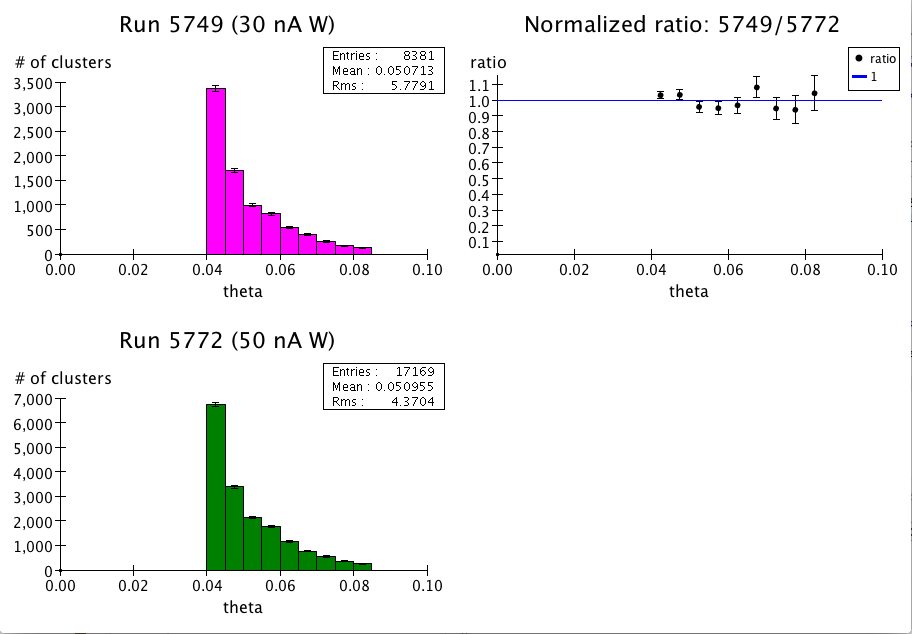 Run 5749 (30 nA W)
# of clusters
Entries : 8381
Mean : 0.050713
Rms : 5.7791
3,500
3,000
2,500
2,000
1,500
1,000
500
0
0.00 0.02 0.04 0.06 0.08 0.10
theta
Normalized ratio: 5749/5772
ratio
ratio
1
1.1
1.0
0.9
0.8
0.7
0.6
0.5
0.4
0.3
0.2
0.1
0.00 0.02 0.04 0.06 0.08 0.10
theta
Run 5772 (50 nA W)
# of clusters
Entries : 17169
Mean : 0.050955
Rms : 4.3704
7,000
6,000
5,000
4,000
3,000
2,000
1,000
0
0.00 0.02 0.04 0.06 0.08 0.10
theta